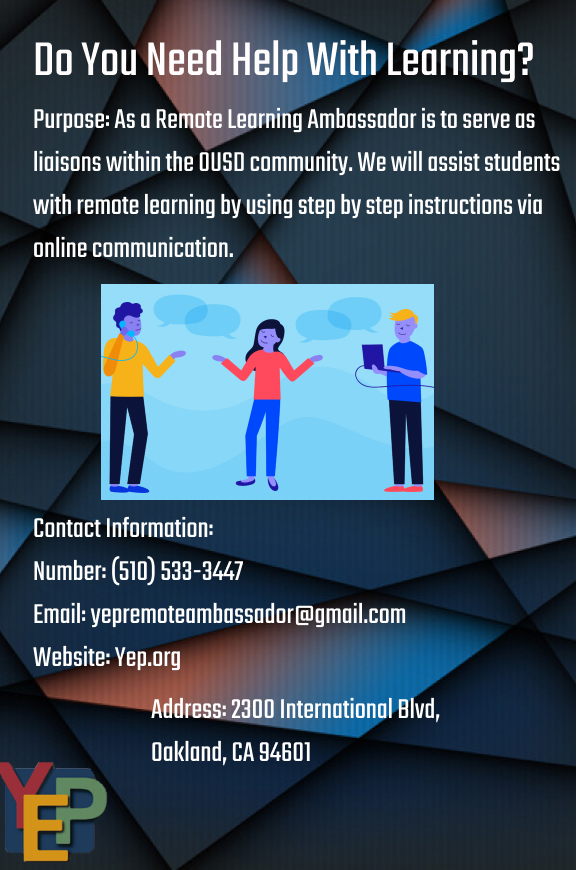 Do You Need Help With Learning?
Purpose: As a Remote Learning Ambassador is to serve as
liaisons within the OUSD community. We will assist students
with remote learning by using step by step instructions via
online communication.
Contact Information:
Number: (510) 533-3447
Email: yepremoteambassador@gmail.com
Website: Yep.org
Address: 2300 International Blvd,
Oakland, CA 94601
YEP